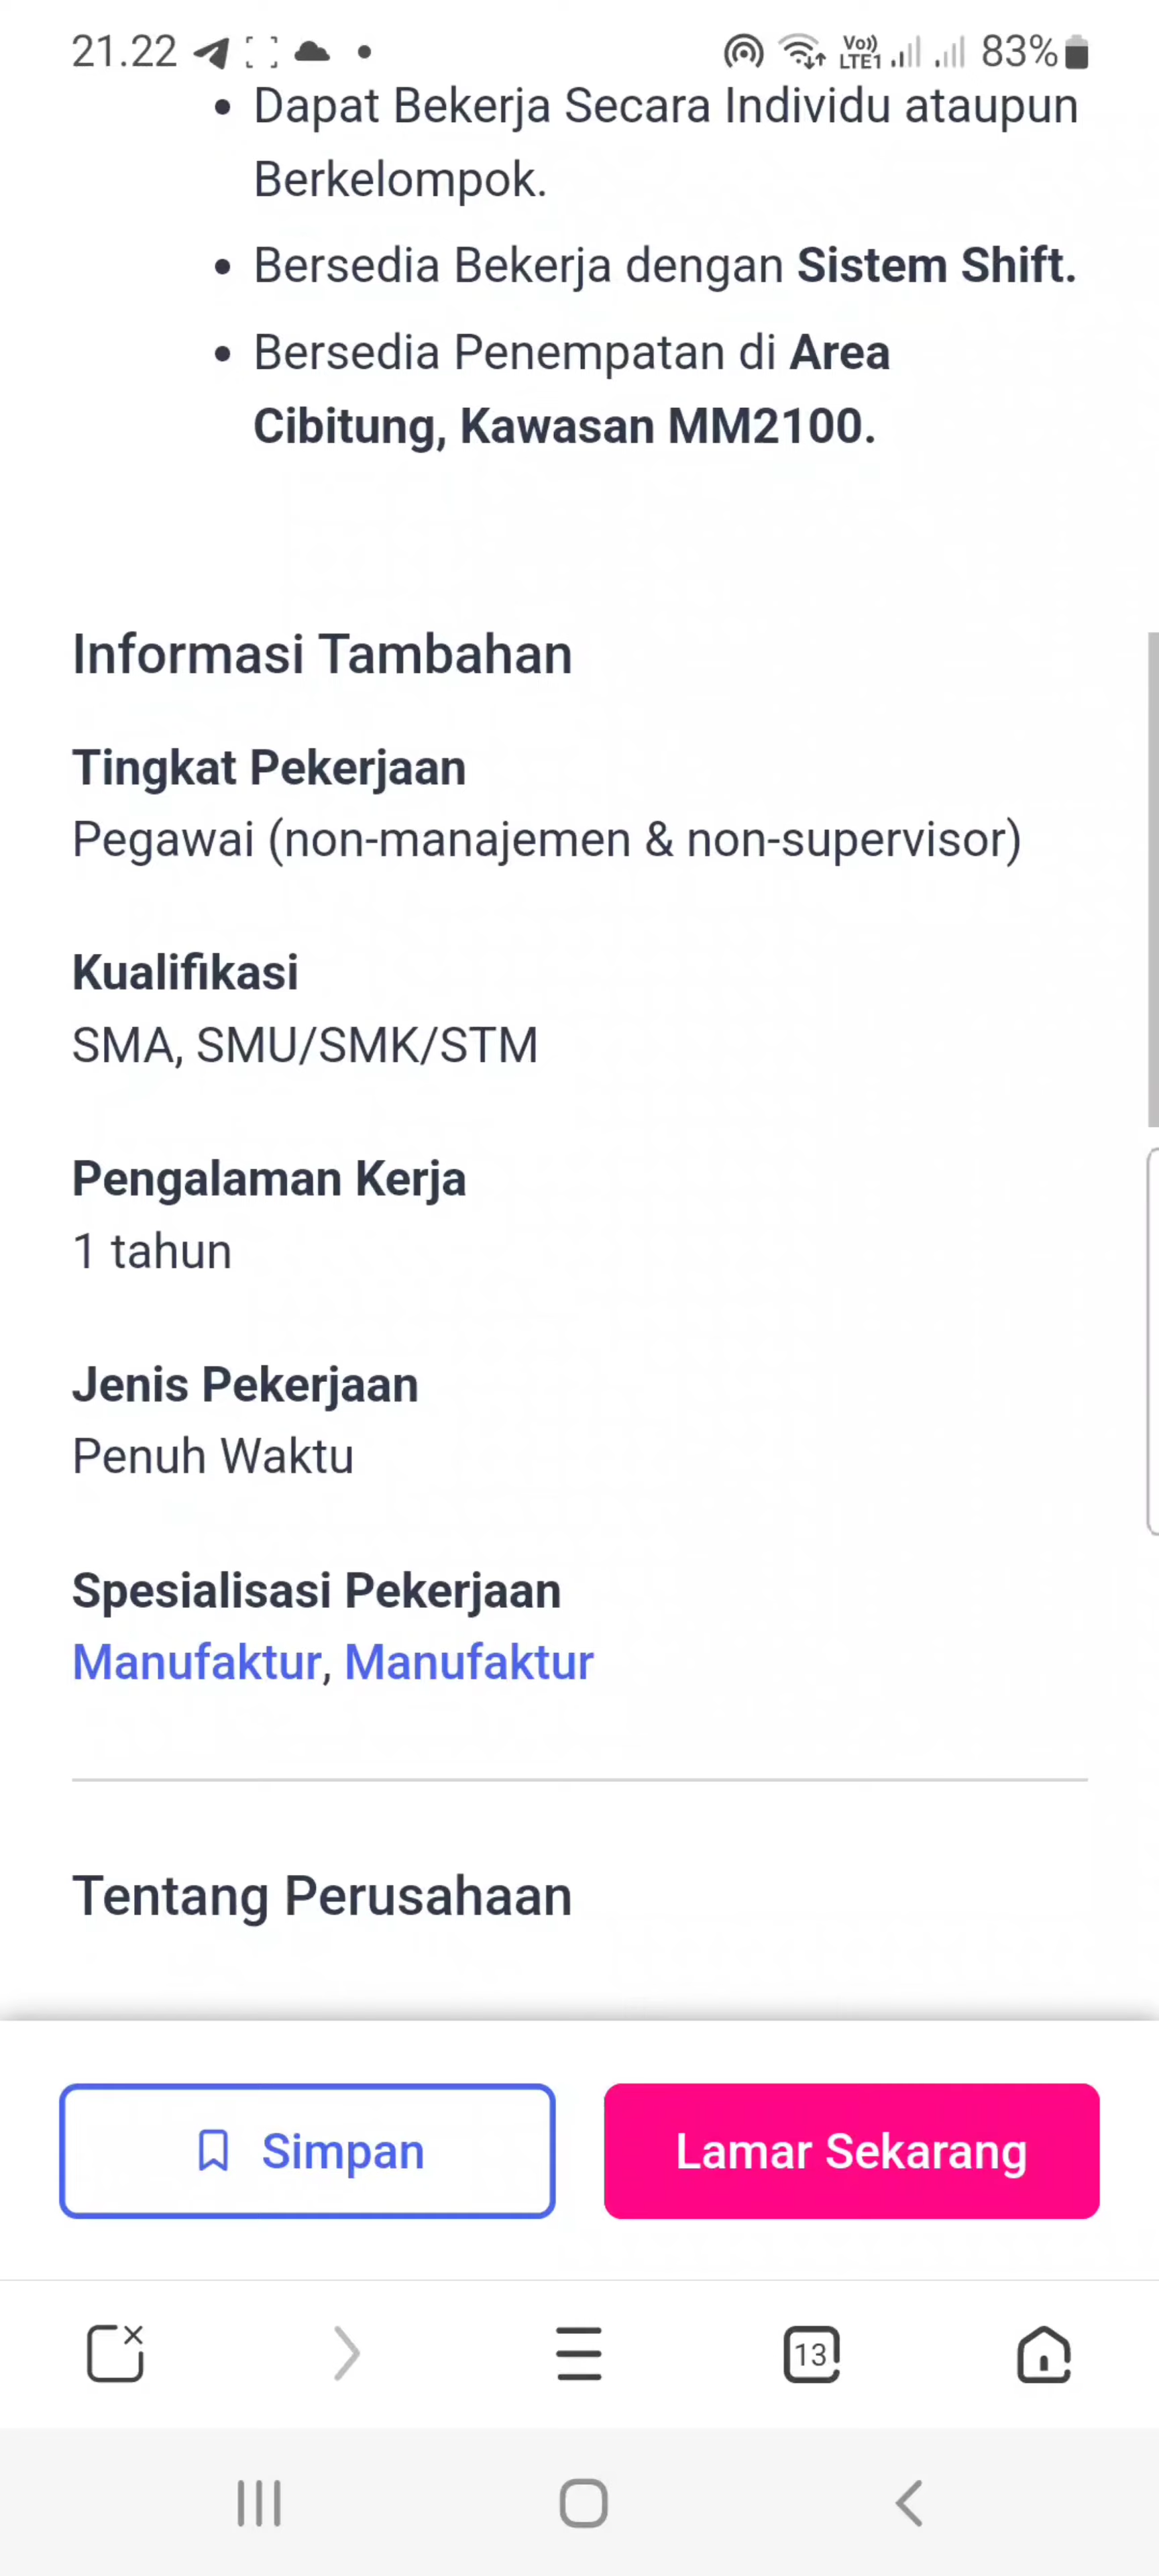 21.22
Vo))
LTE1
83%
• Dapat Bekerja Secara Individu ataupun
Berkelompok.
• Bersedia Bekerja dengan Sistem Shift.
• Bersedia Penempatan di Area
Cibitung, Kawasan MM2100.
Informasi Tambahan
Tingkat Pekerjaan
Pegawai (non-manajemen & non-supervisor)
Kualifikasi
SMA, SMU/SMK/STM
Pengalaman Kerja
1 tahun
Jenis Pekerjaan
Penuh Waktu
Spesialisasi Pekerjaan
Manufaktur, Manufaktur
Tentang Perusahaan
Simpan
Lamar Sekarang
13